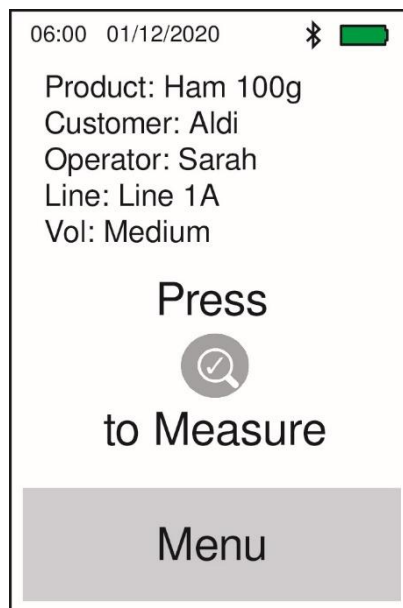 06:00 01/12/2020
Product: Ham 100g
Customer: Aldi
Operator: Sarah
Line: Line 1A
Vol: Medium
Press
to Measure
Menu